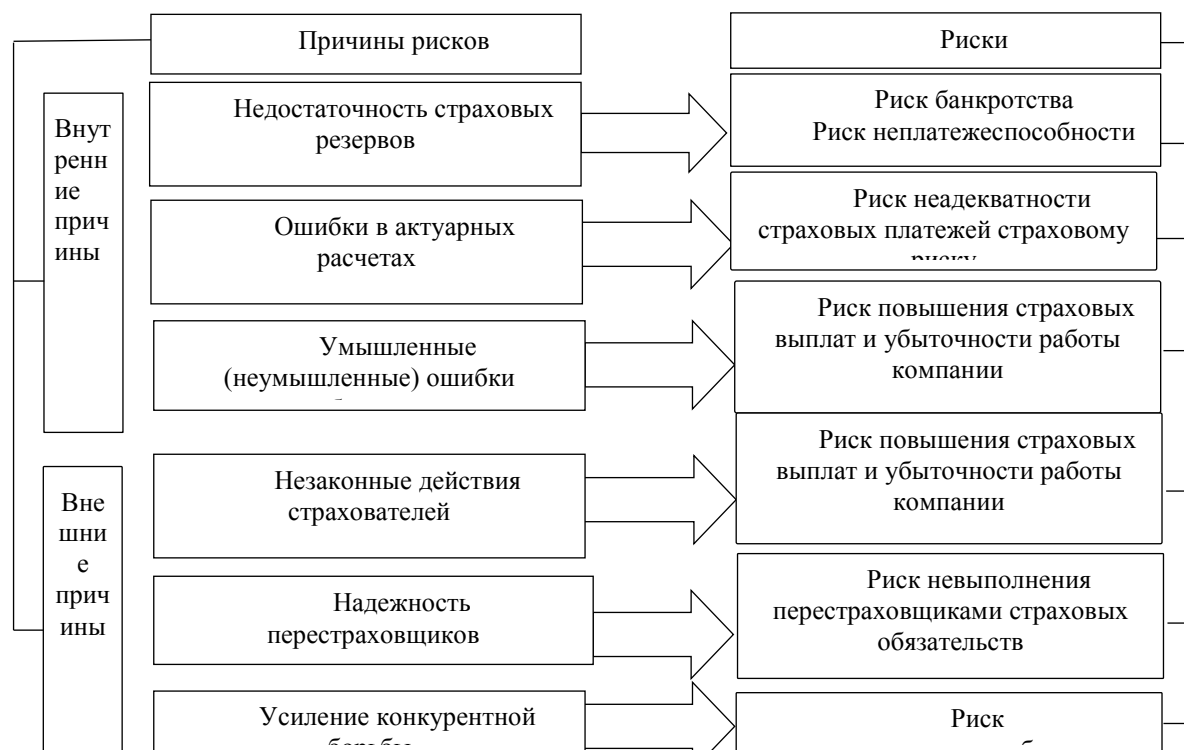 Причины рисков
Риски
Внут
ренн
ие
прич
ины
Недостаточность страховых
резервов
Риск банкротства
Риск неплатежеспособности
Ошибки в актуарных
расчетах
Риск неадекватности
страховых платежей страховому
риску
Умышленные
(неумышленные) ошибки
Риск повышения страховых
выплат и убыточности работы
компании
Вне
шни
е
прич
ины
Незаконные действия
страхователей
Риск повышения страховых
выплат и убыточности работы
компании
Надежность
перестраховщиков
Риск невыполнения
перестраховщиками страховых
обязательств
Усиление конкурентной
борьбы
Риск